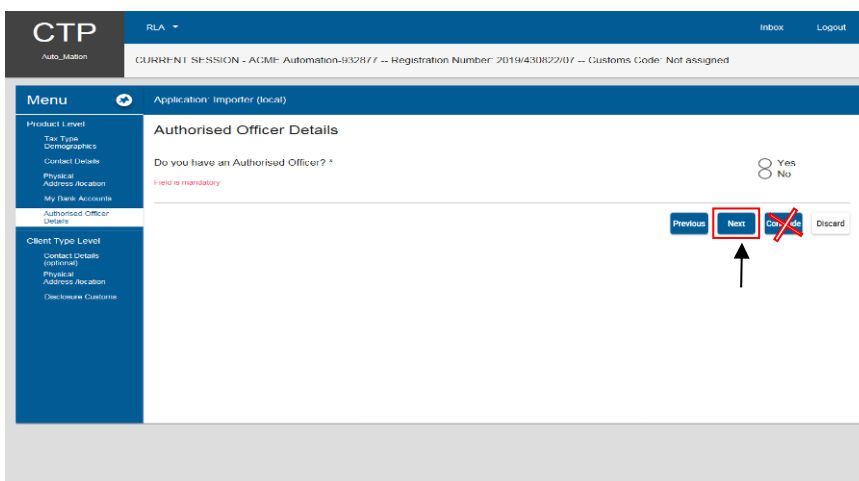 CTP
Auto_Mation
RLA
Inbox
Logout
CURRENT SESSION - ACME Automation-932877 -- Registration Number: 2019/430822/07 -- Customs Code: Not assigned
Menu
Application: Importer (local)
Product Level
Tax Type
Demographics
Contact Details
Physical
Address /location
My Bank Accounts
Authorised Officer
Details
Client Type Level
Contact Details
(optional)
Physical
Address /location
Disclosure Customs
Authorised Officer Details
Do you have an Authorised Officer? *
Yes
No
Field is mandatory
Previous
Next
Discard